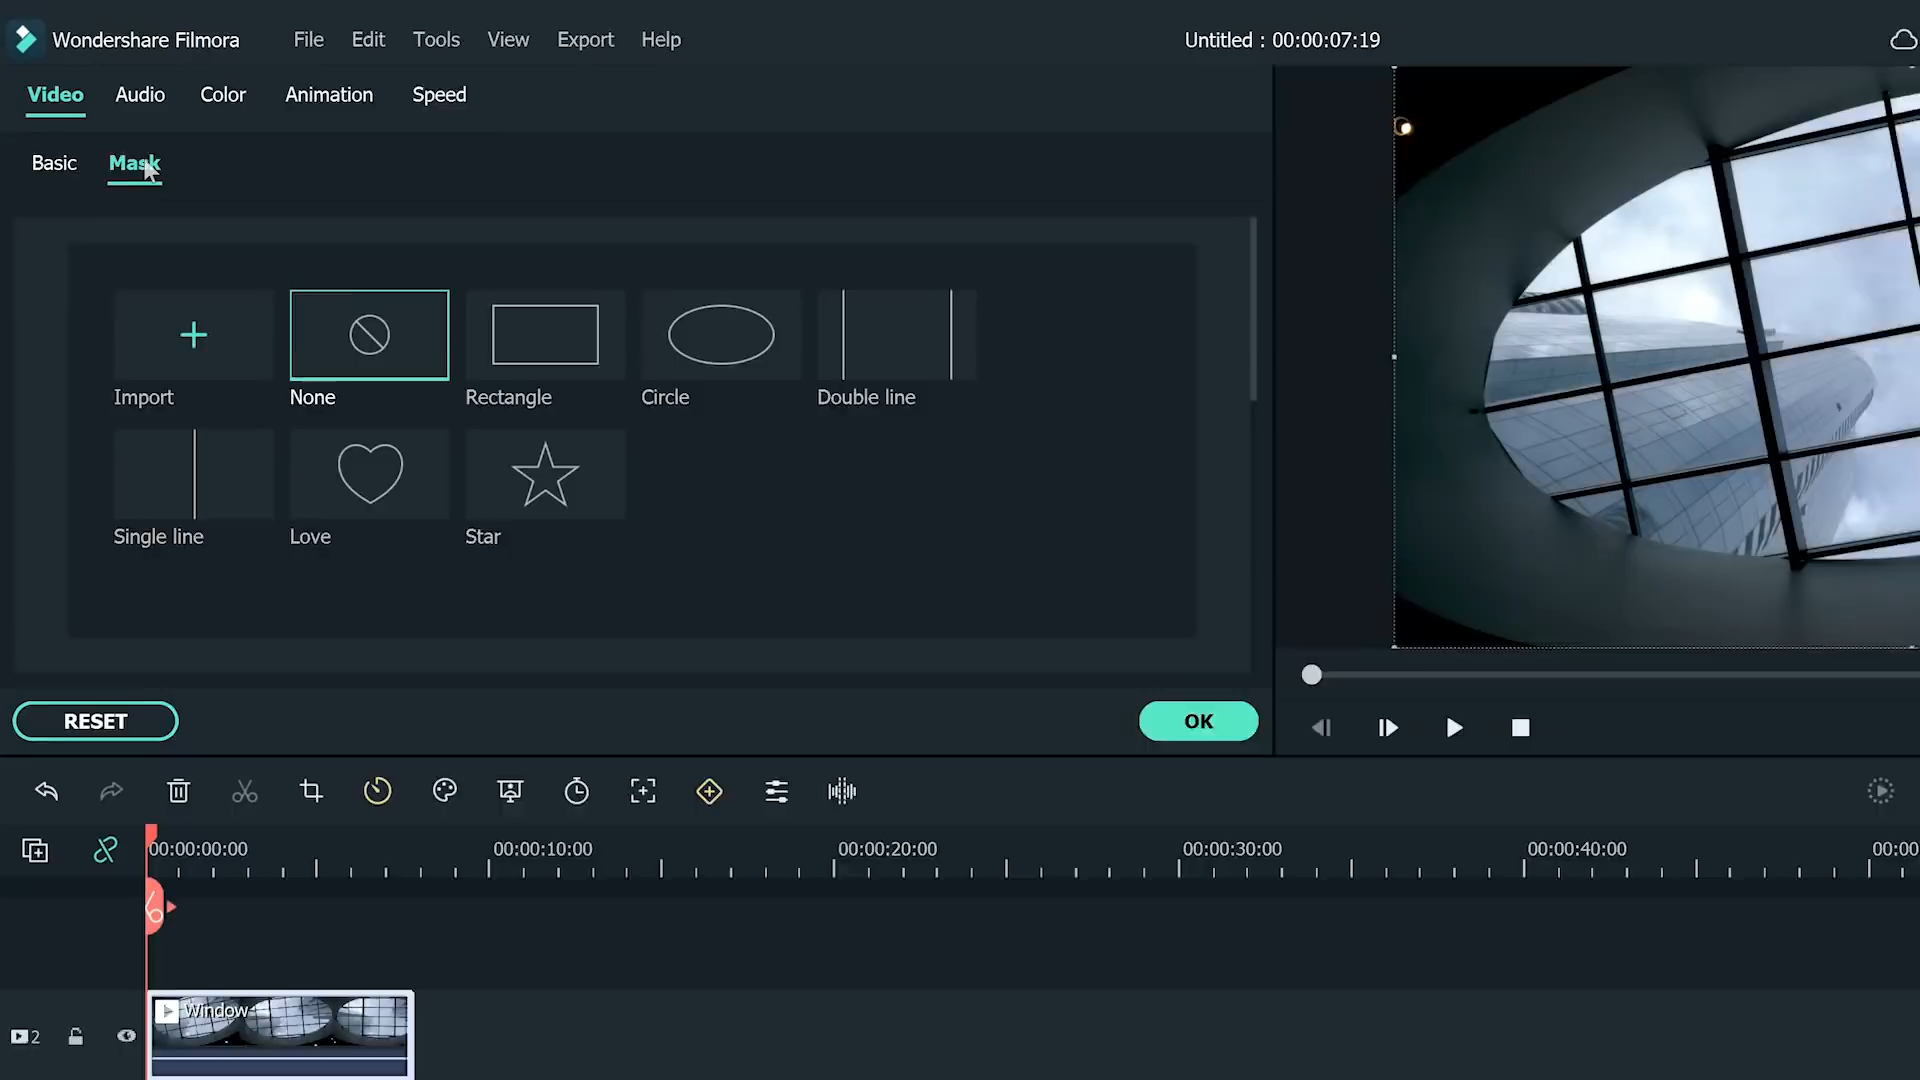 Wondershare Filmora File Edit Tools View Export Help Untitled : 00:00:07:19
Video Audio Color Animation Speed
Basic Mask
Import None Rectangle Circle Double line
Single line Love Star
RESET OK
00:00:00:00 00:00:10:00 00:00:20:00 00:00:30:00 00:00:40:00 00:00
Window
2